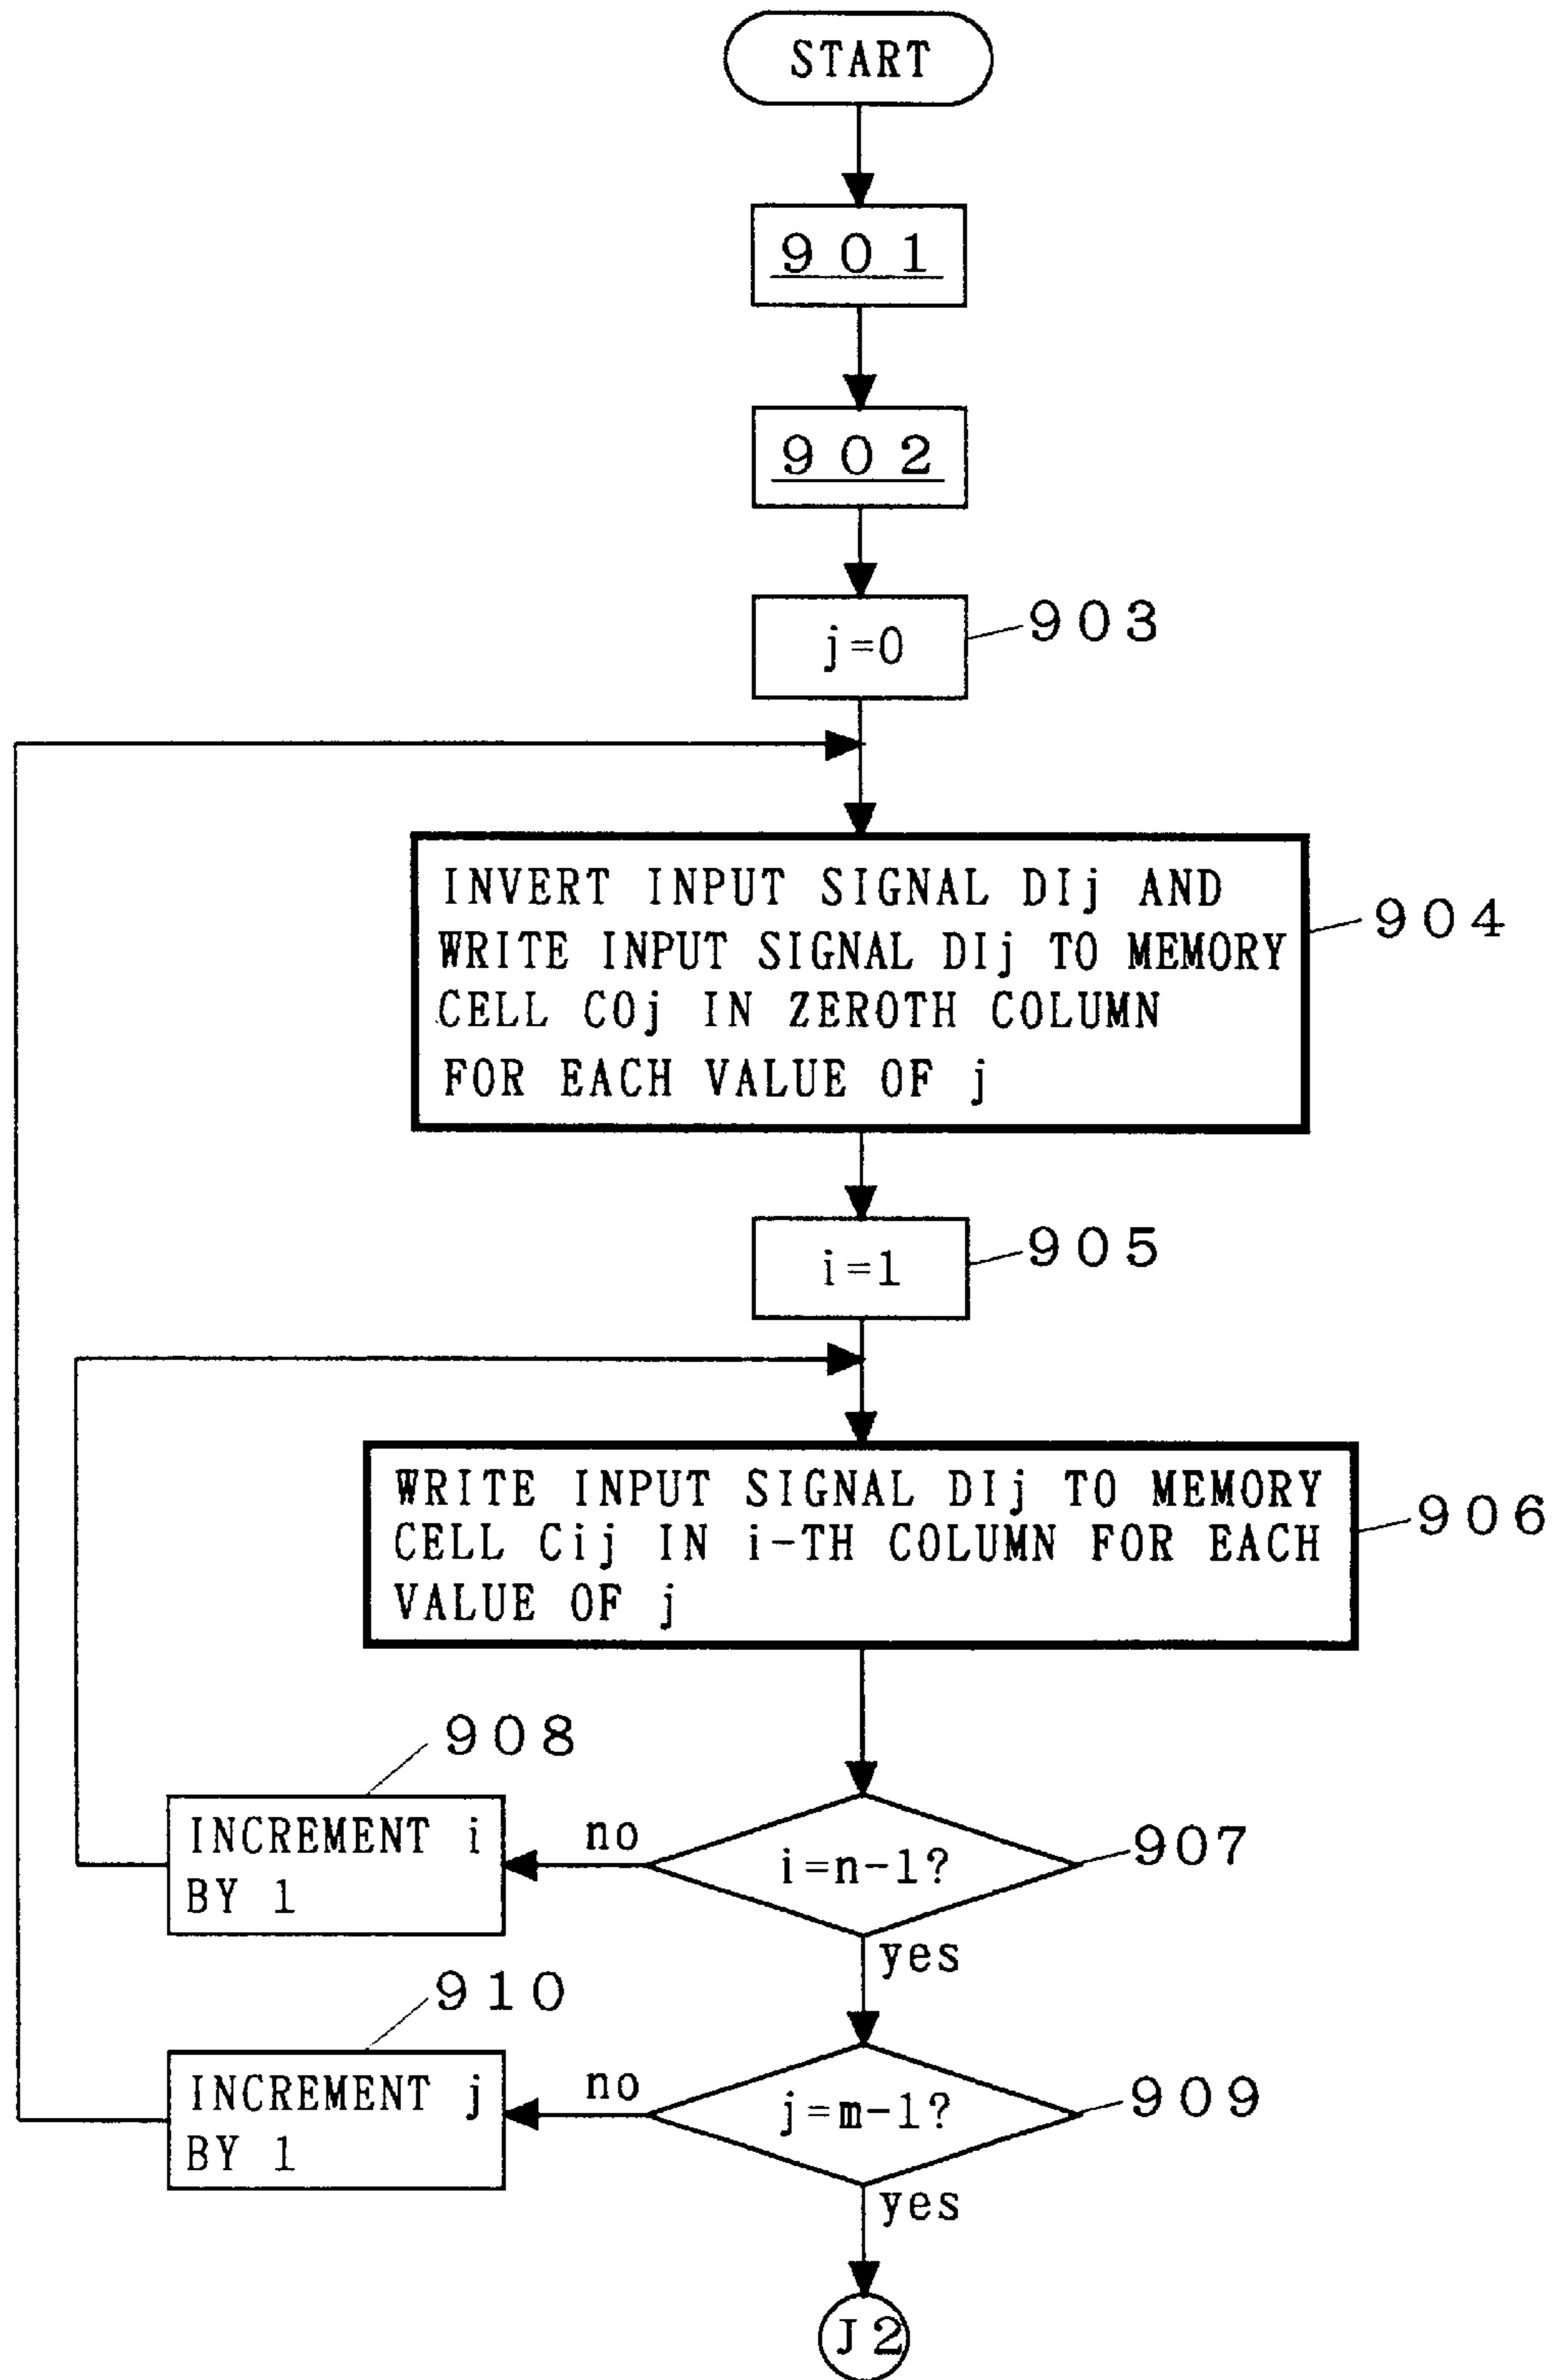 START
901
902
j=0
903
INVERT INPUT SIGNAL DIj AND
WRITE INPUT SIGNAL DIj TO MEMORY
CELL C0j IN ZEROTH COLUMN
FOR EACH VALUE OF j
904
i=1
905
WRITE INPUT SIGNAL DIj TO MEMORY
CELL Cij IN i-TH COLUMN FOR EACH
VALUE OF j
906
908
INCREMENT i
BY 1
no
i=n-1?
907
yes
910
INCREMENT j
BY 1
no
j=m-1?
909
yes
J2